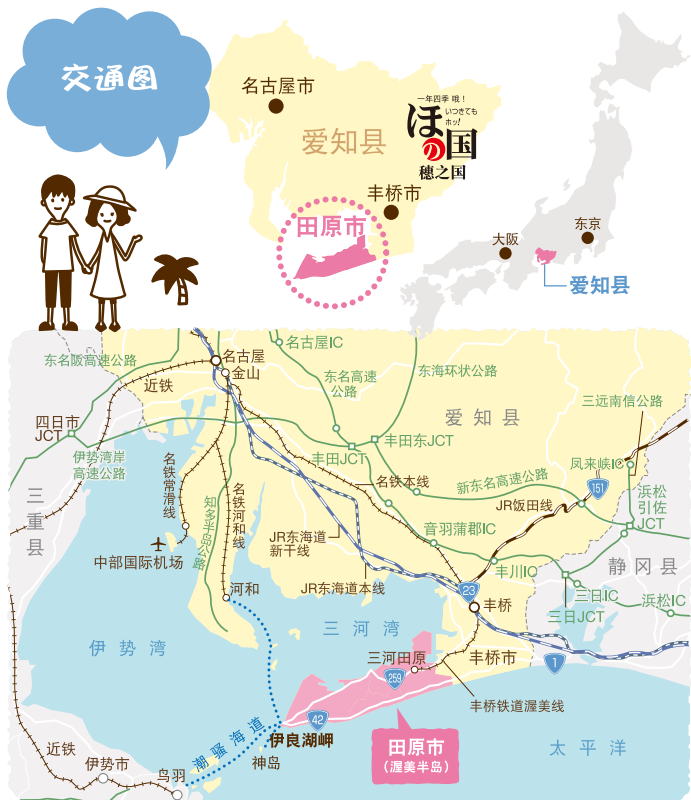 交通图
名古屋市
爱知县
一年四季 哦！
いつきても
ホッ！
ほの国
穗之国
丰桥市
田原市
东京
大阪
爱知县
名古屋
金山
名古屋IC
东名阪高速公路
近铁
东名高速
公路
东海环状公路
三远南信公路
四日市
JCT
爱知县
丰田东JCT
丰田JCT
伊势湾岸
高速公路
凤来峡IC
名铁常滑线
名铁河和线
知多半岛公路
名铁本线
新东名高速公路
151
JR饭田线
浜松
引佐
JCT
三重县
音羽蒲郡IC
JR东海道
新干线
中部国际机场
静冈县
丰川IC
河和
JR东海道本线
23
丰桥
三日IC
浜松IC
三日JCT
伊势湾
三河湾
三河田原
丰桥市
1
259
丰桥铁道渥美线
42
伊良湖岬
潮骚海道
田原市
（渥美半岛）
太平洋
近铁
伊势市
鸟羽
神岛